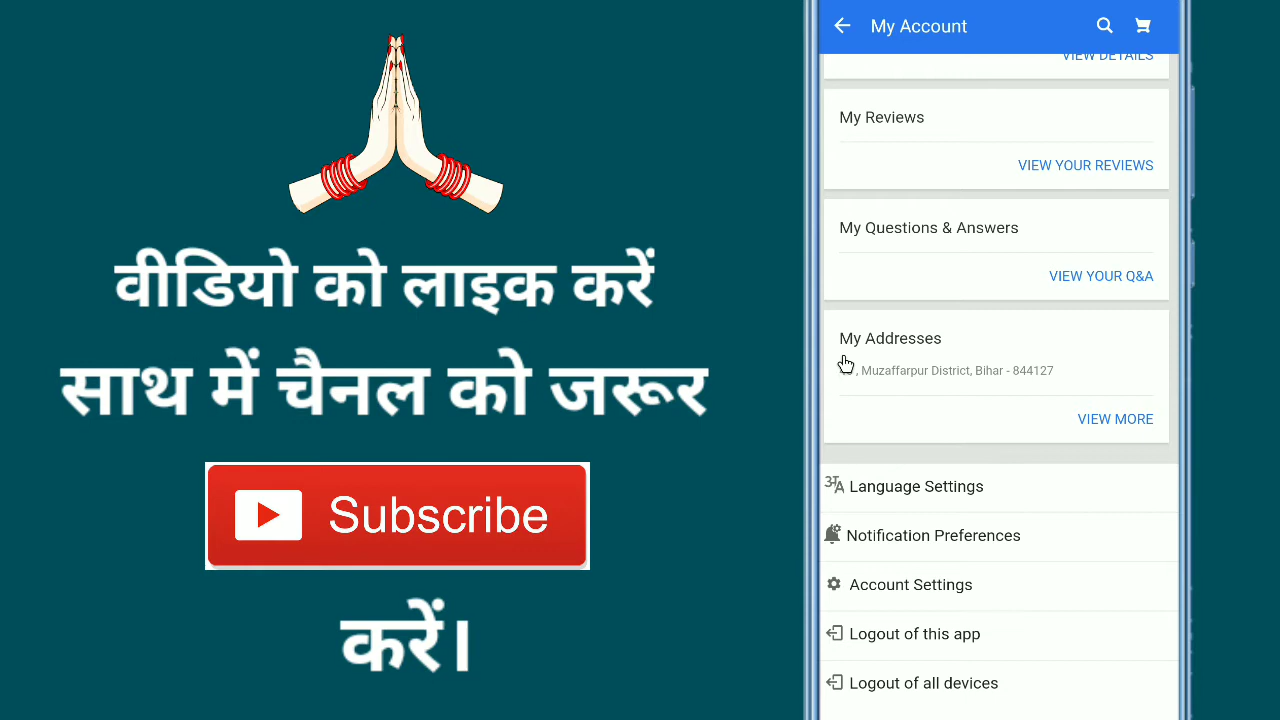 वीडियो को लाइक करें
साथ में चैनल को जरूर
Subscribe
करें।
My Account
VIEW DETAILS
My Reviews
VIEW YOUR REVIEWS
My Questions & Answers
VIEW YOUR Q&A
My Addresses
, Muzaffarpur District, Bihar - 844127
VIEW MORE
Language Settings
Notification Preferences
Account Settings
Logout of this app
Logout of all devices